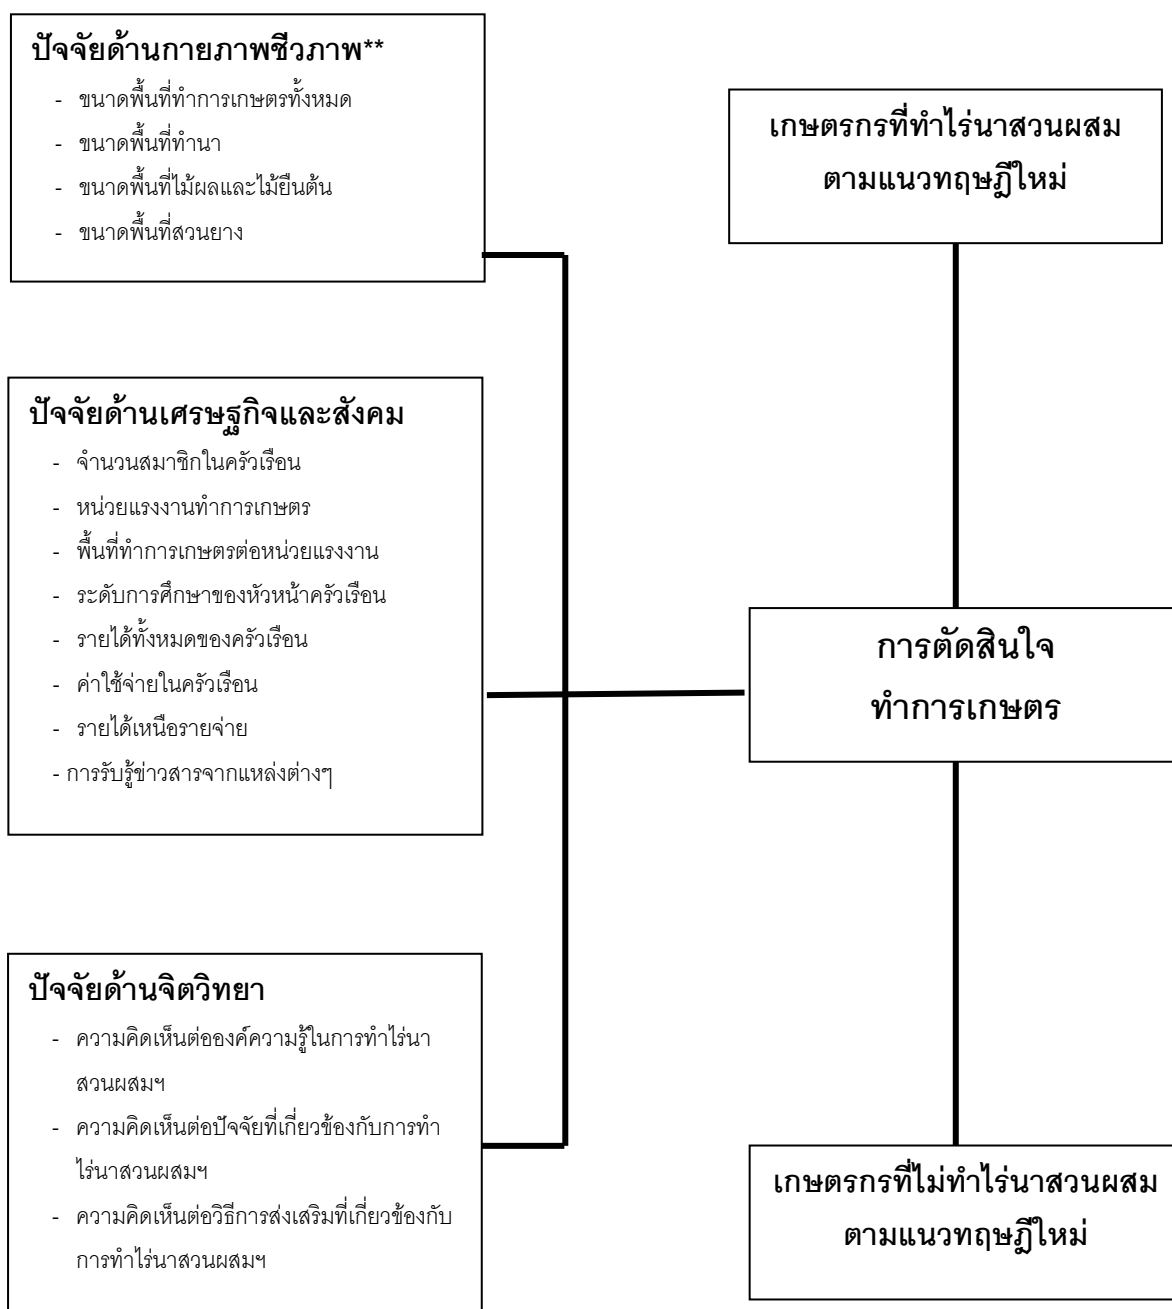 ปัจจัยด้านกายภาพชีวภาพ**
- ขนาดพื้นที่ทำการเกษตรทั้งหมด
- ขนาดพื้นที่ทำนา
- ขนาดพื้นที่ไม้ผลและไม้ยืนต้น
- ขนาดพื้นที่สวนยาง
ปัจจัยด้านเศรษฐกิจและสังคม
- จำนวนสมาชิกในครัวเรือน
- หน่วยแรงงานทำการเกษตร
- พื้นที่ทำการเกษตรต่อหน่วยแรงงาน
- ระดับการศึกษาของหัวหน้าครัวเรือน
- รายได้ทั้งหมดของครัวเรือน
- ค่าใช้จ่ายในครัวเรือน
- รายได้เหนือรายจ่าย
- การรับรู้ข่าวสารจากแหล่งต่างๆ
ปัจจัยด้านจิตวิทยา
- ความคิดเห็นต่อองค์ความรู้ในการทำไร่นา
สวนผสมฯ
- ความคิดเห็นต่อปัจจัยที่เกี่ยวข้องกับการทำ
ไร่นาสวนผสมฯ
- ความคิดเห็นต่อวิธีการส่งเสริมที่เกี่ยวข้องกับ
การทำไร่นาสวนผสมฯ
เกษตรกรที่ทำไร่นาสวนผสม
ตามแนวทฤษฎีใหม่
การตัดสินใจ
ทำการเกษตร
เกษตรกรที่ไม่ทำไร่นาสวนผสม
ตามแนวทฤษฎีใหม่